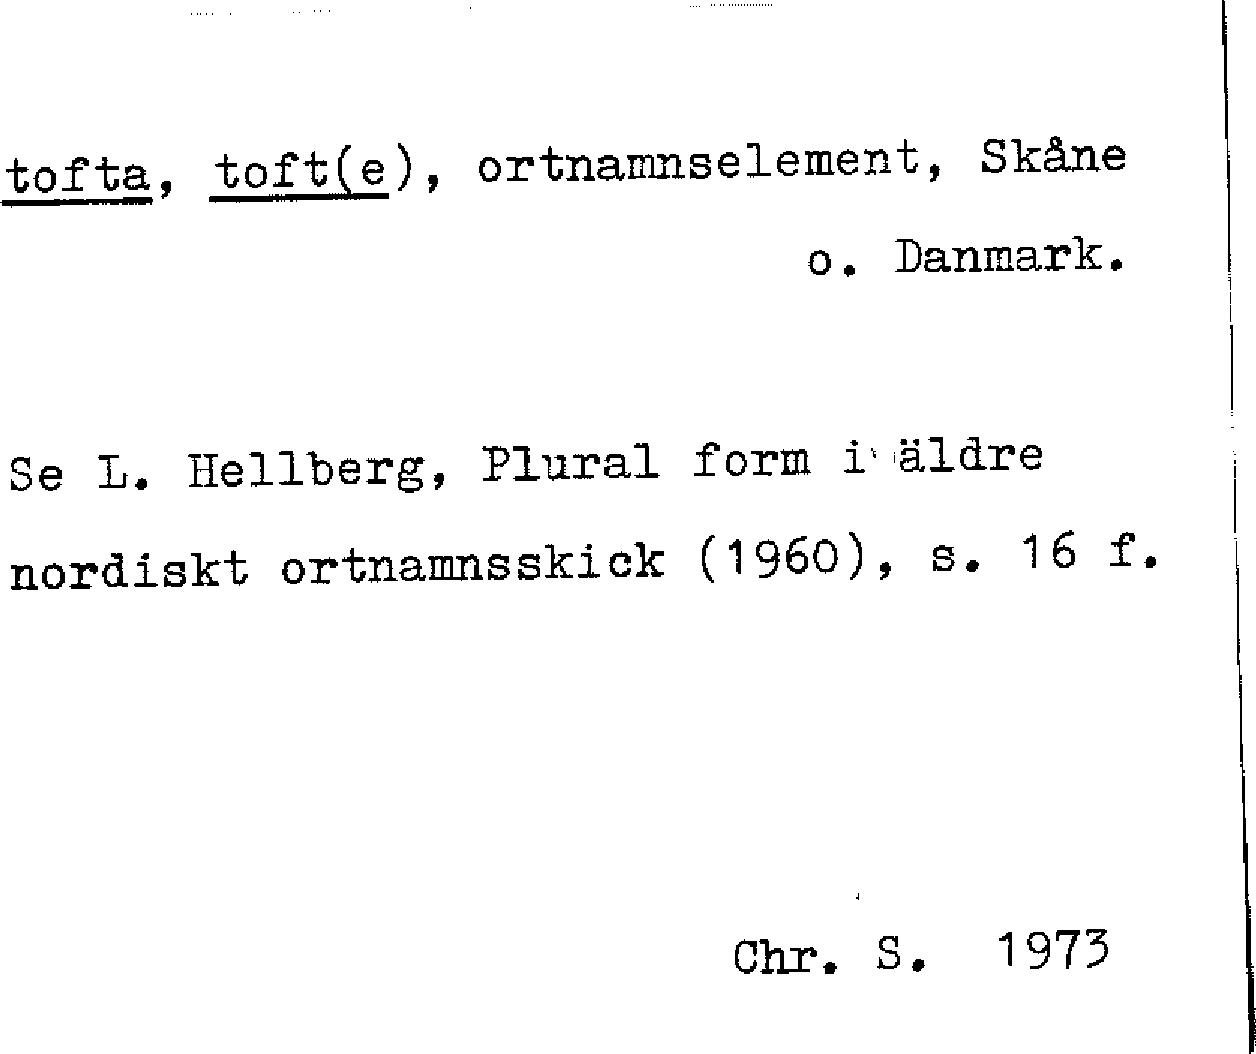 tofta, toft(e), ortnamnselement, Skåne
o. Danmark.
Se L. Hellberg, Plural form i äldre
nordiskt ortnamnsskick (1960), s. 16 f.
Chr. S. 1973